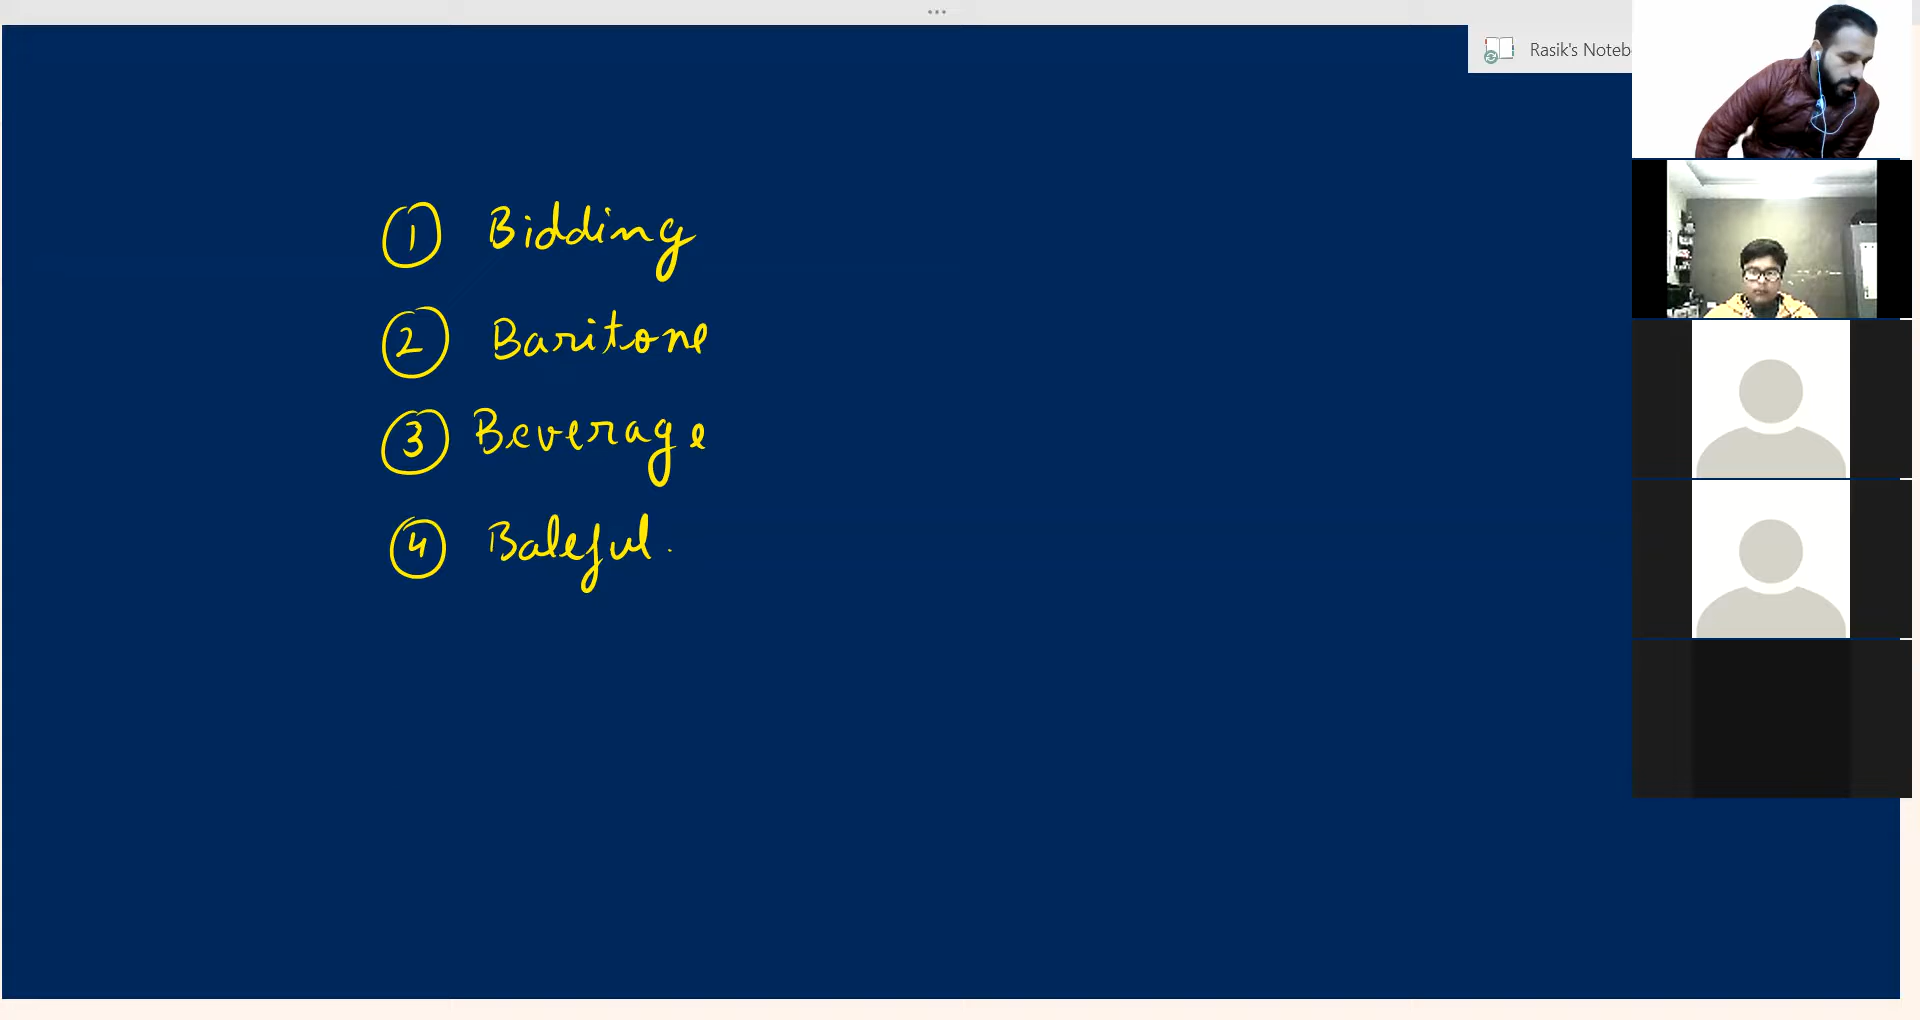 Rasik's Noteb
1 Bidding
2 Baritone
3 Beverage
4 Baleful.